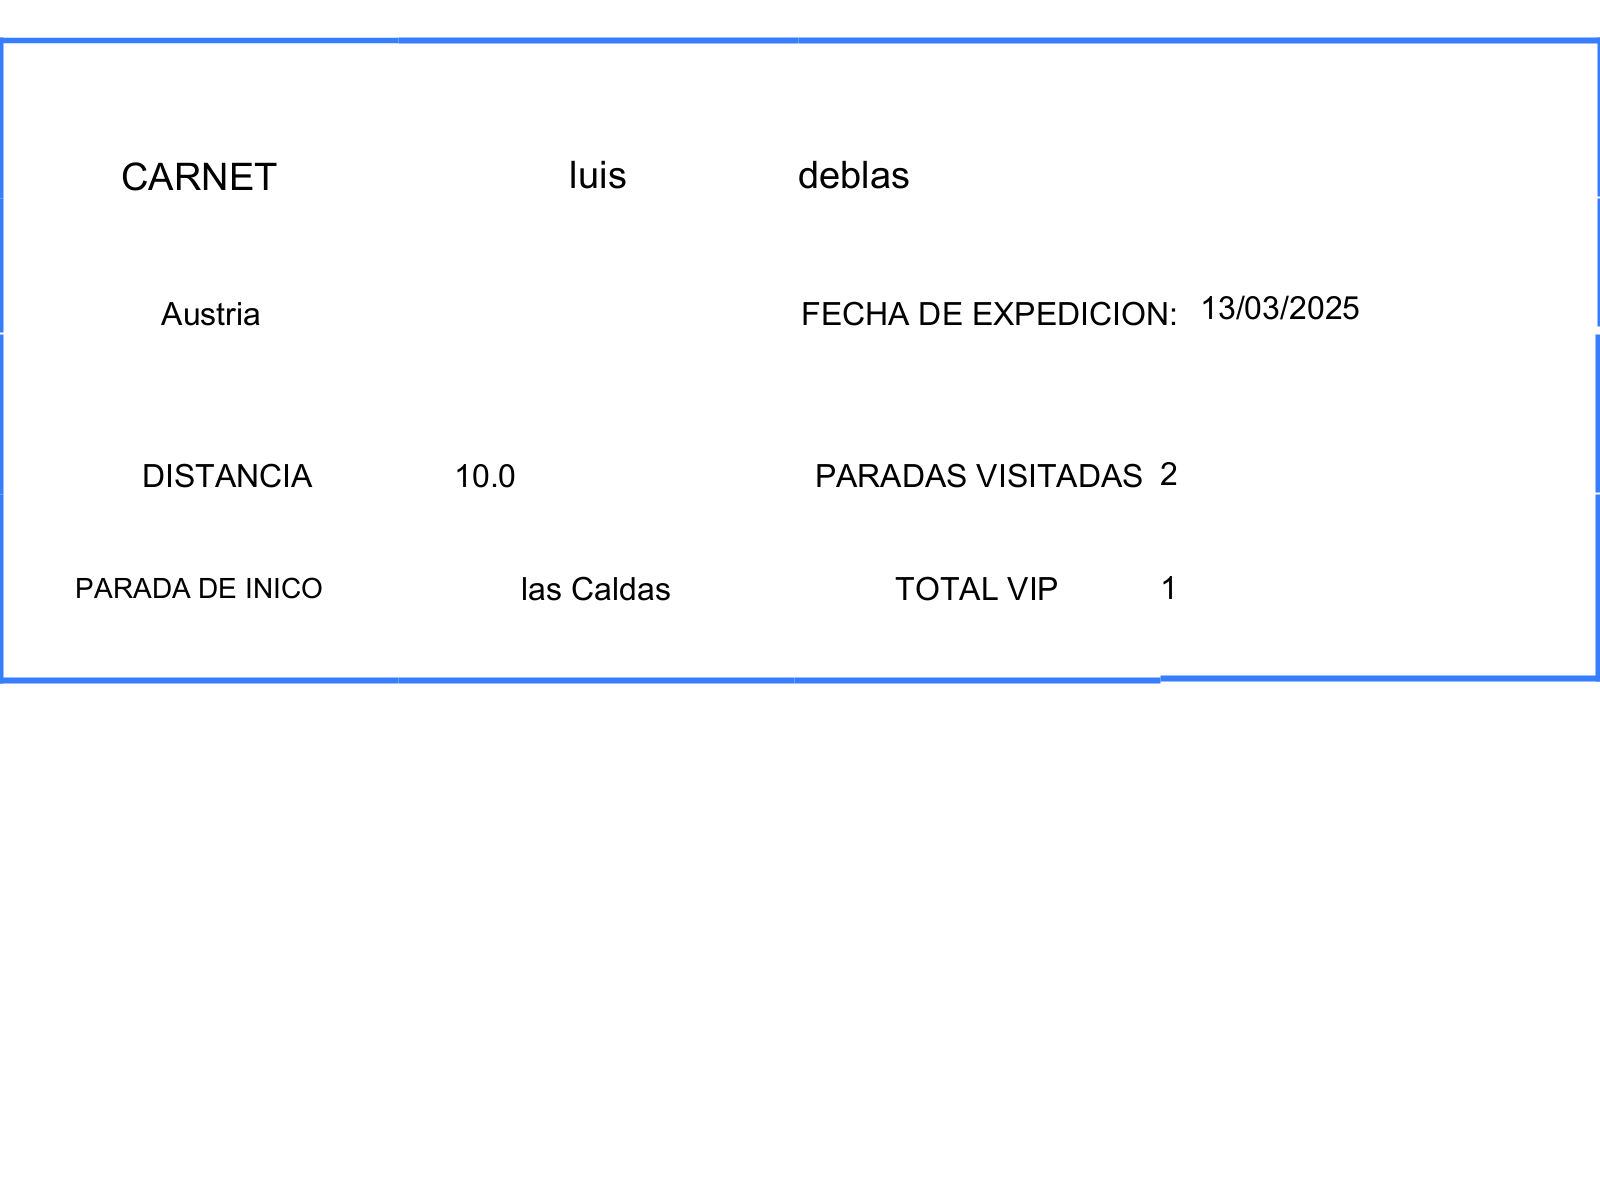 CARNET luis deblas
Austria FECHA DE EXPEDICION: 13/03/2025
DISTANCIA 10.0 PARADAS VISITADAS 2
PARADA DE INICO las Caldas TOTAL VIP 1